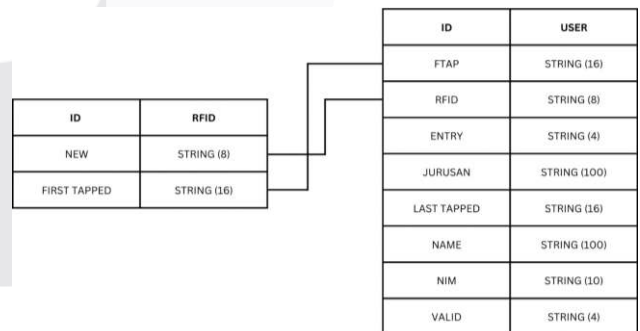 ID RFID
NEW STRING (8)
FIRST TAPPED STRING (16)
ID USER
FTAP STRING (16)
RFID STRING (8)
ENTRY STRING (4)
JURUSAN STRING (100)
LAST TAPPED STRING (16)
NAME STRING (100)
NIM STRING (10)
VALID STRING (4)